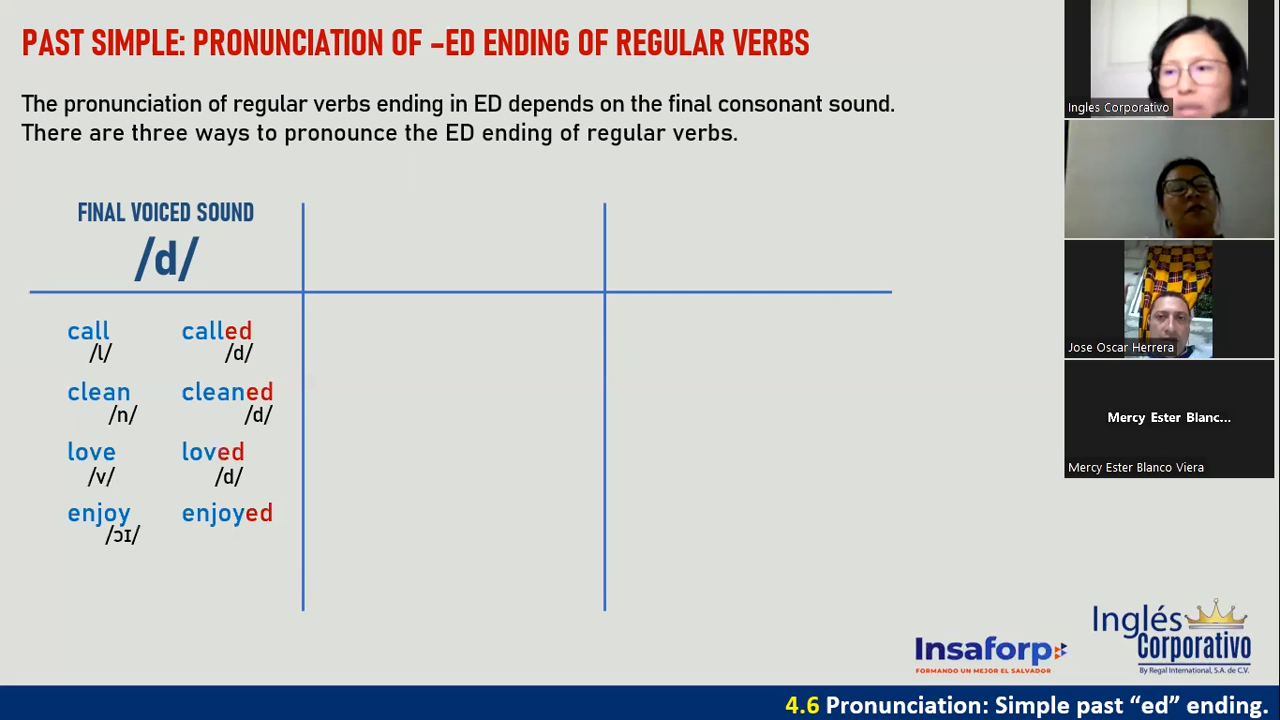 PAST SIMPLE: PRONUNCIATION OF -ED ENDING OF REGULAR VERBS
The pronunciation of regular verbs ending in ED depends on the final consonant sound.
There are three ways to pronounce the ED ending of regular verbs.
FINAL VOICED SOUND
/d/
call called
/l/ /d/
clean cleaned
/n/ /d/
love loved
/v/ /d/
enjoy enjoyed
/ɔɪ/
Ingles Corporativo
Jose Oscar Herrera
Mercy Ester Blanc...
Mercy Ester Blanco Viera
Insaforp
FORMANDO UN MEJOR EL SALVADOR
Inglés
Corporativo
By Regal International, S.A. de C.V.
4.6 Pronunciation: Simple past “ed” ending.